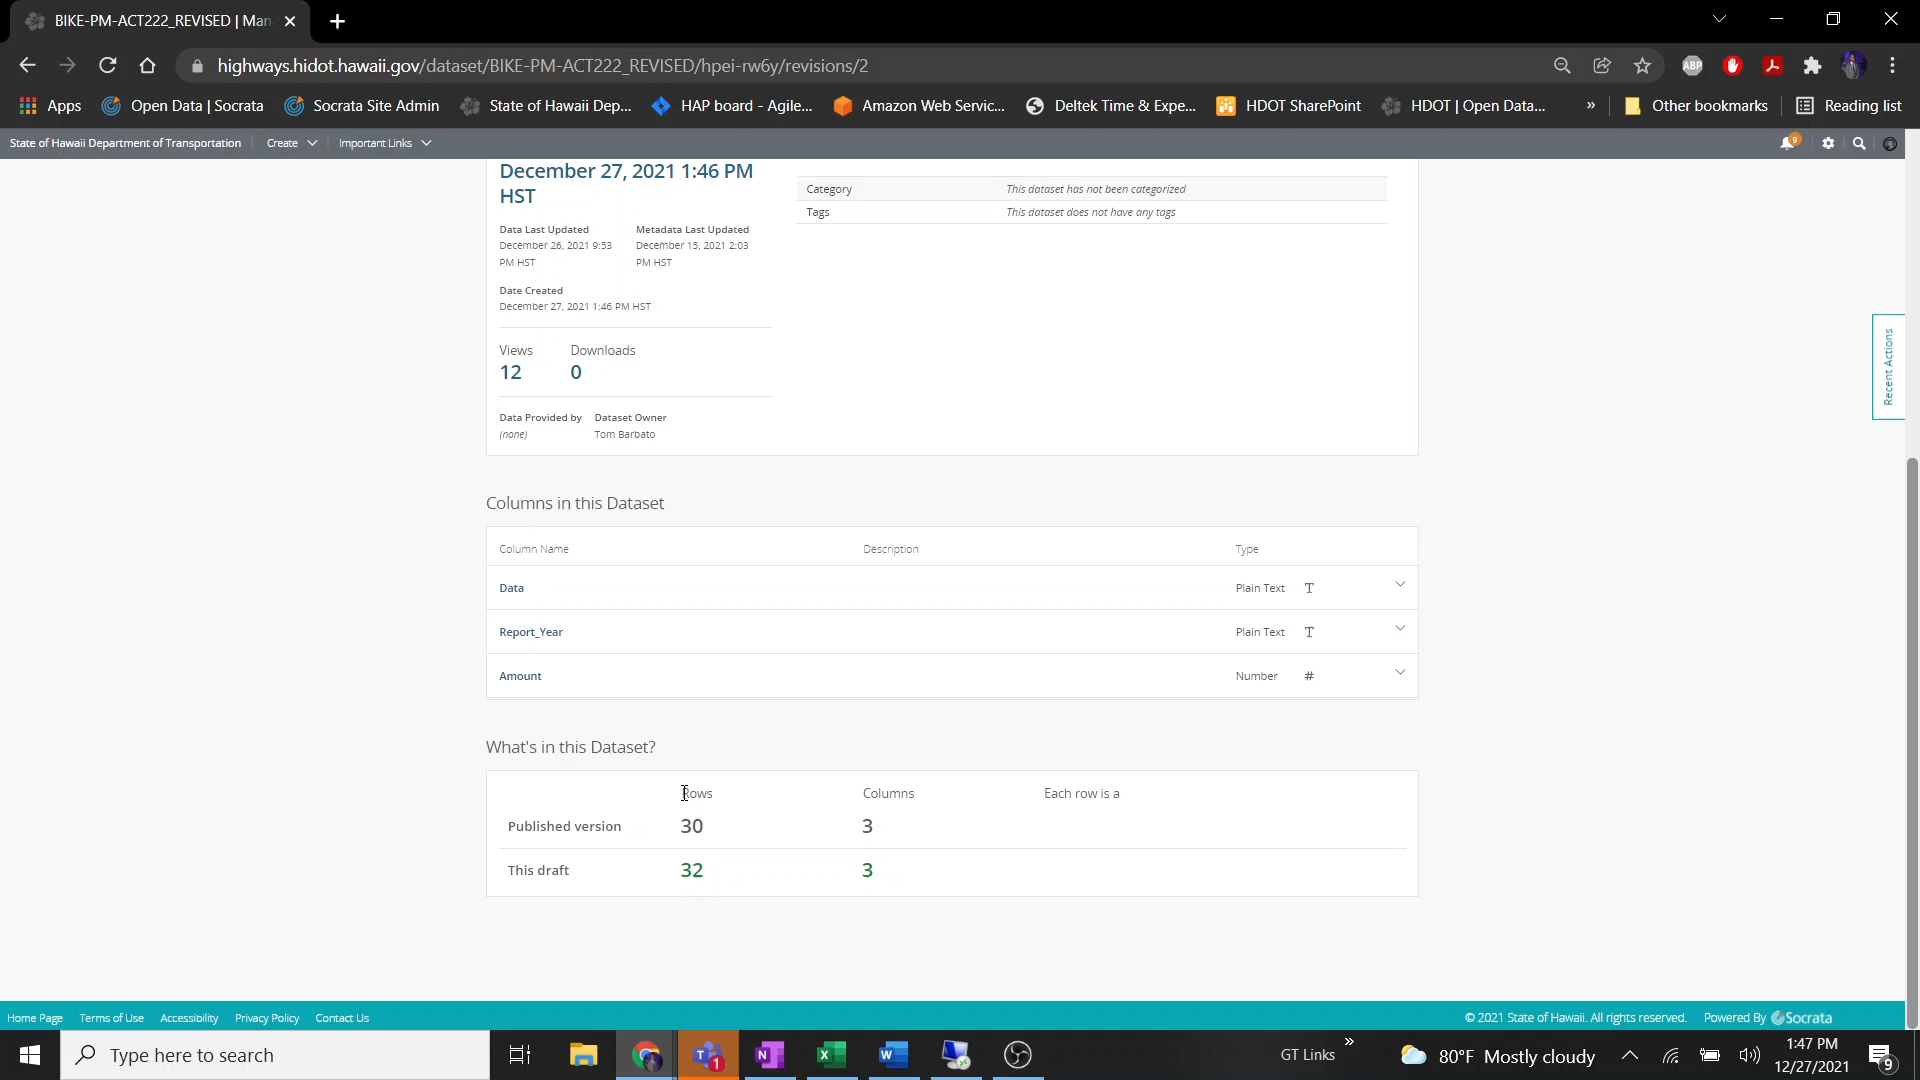 BIKE-PM-ACT222_REVISED | Man
highways.hidot.hawaii.gov/dataset/BIKE-PM-ACT222_REVISED/hpei-rw6y/revisions/2
ABP
Apps
Open Data | Socrata
Socrata Site Admin
State of Hawaii Dep...
HAP board - Agile...
Amazon Web Servic...
Deltek Time & Expe...
HDOT SharePoint
HDOT | Open Data...
»
Other bookmarks
Reading list
State of Hawaii Department of Transportation
Create
Important Links
9
December 27, 2021 1:46 PM
HST
Category This dataset has not been categorized
Tags This dataset does not have any tags
Data Last Updated Metadata Last Updated
December 26, 2021 9:53 December 15, 2021 2:03
PM HST PM HST
Date Created
December 27, 2021 1:46 PM HST
Views Downloads
12 0
Data Provided by Dataset Owner
(none) Tom Barbato
Recent Actions
Columns in this Dataset
Column Name Description Type
Data Plain Text T
Report_Year Plain Text T
Amount Number #
What's in this Dataset?
Rows Columns Each row is a
Published version 30 3
This draft 32 3
Home Page Terms of Use Accessibility Privacy Policy Contact Us
© 2021 State of Hawaii. All rights reserved. Powered By Socrata
Type here to search
1
GT Links »
80°F Mostly cloudy
1:47 PM
12/27/2021
9